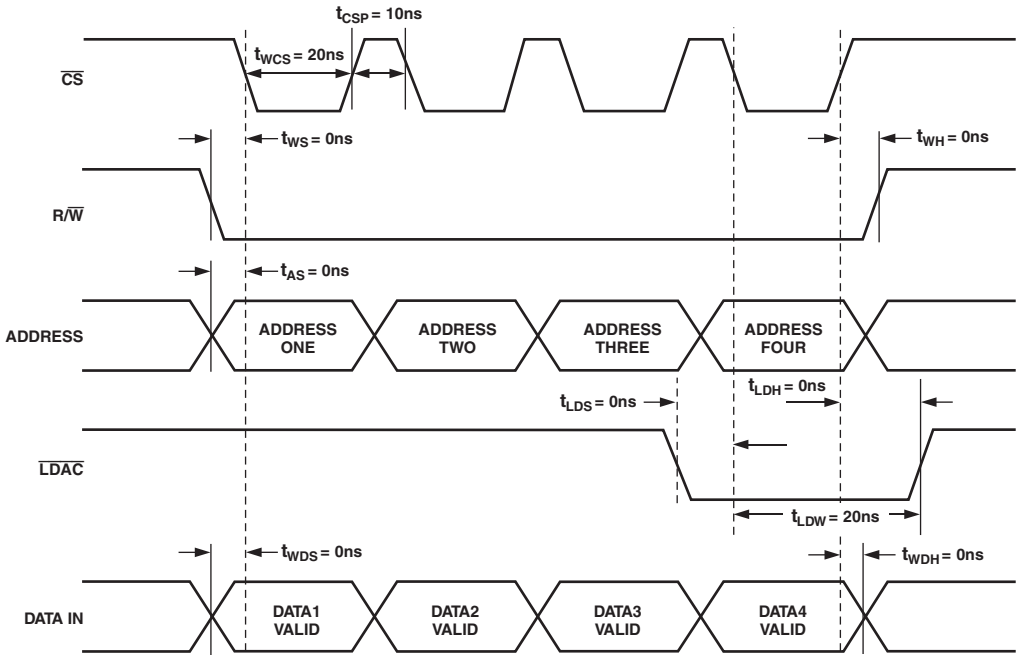 tCSP = 10ns
tWCS = 20ns
CS
tWS = 0ns
tWH = 0ns
R/W
tAS = 0ns
ADDRESS
ADDRESS ONE
ADDRESS TWO
ADDRESS THREE
ADDRESS FOUR
tLDS = 0ns
tLDH = 0ns
LDAC
tLDW = 20ns
tWDS = 0ns
tWDH = 0ns
DATA IN
DATA1 VALID
DATA2 VALID
DATA3 VALID
DATA4 VALID